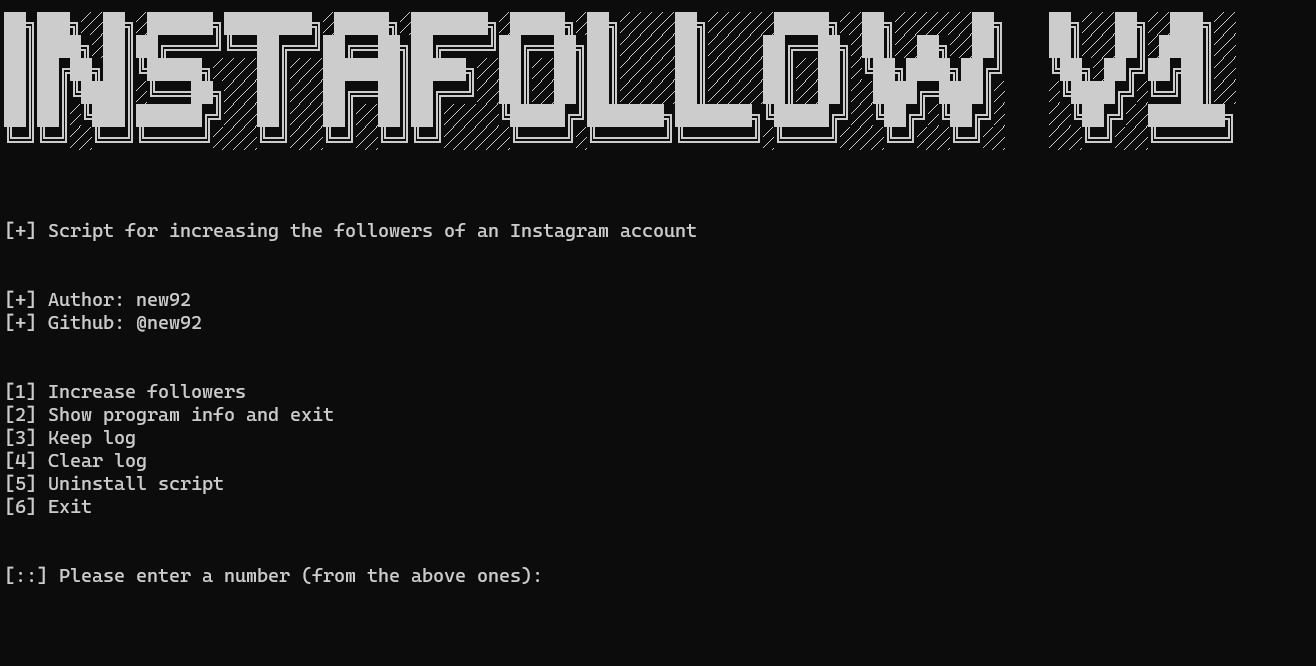 INSTAFOLLOW V1
[+] Script for increasing the followers of an Instagram account
[+] Author: new92
[+] Github: @new92
[1] Increase followers
[2] Show program info and exit
[3] Keep log
[4] Clear log
[5] Uninstall script
[6] Exit
[::] Please enter a number (from the above ones):